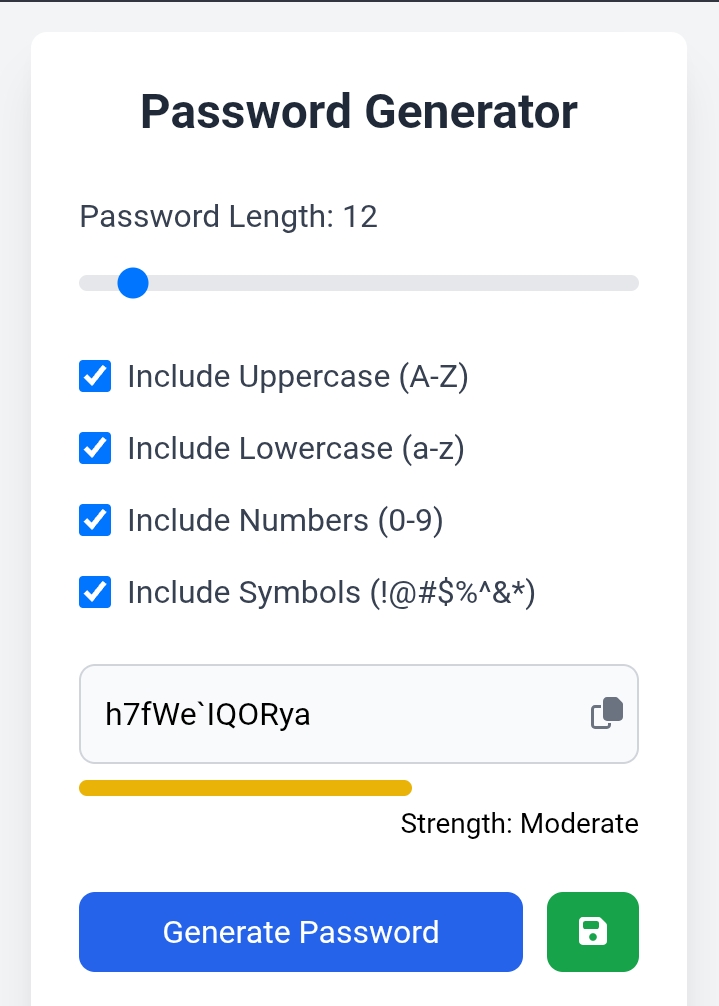 Password Generator
Password Length: 12
Include Uppercase (A-Z)
Include Lowercase (a-z)
Include Numbers (0-9)
Include Symbols (!@#$%^&*)
h7fWe`IQORya
Strength: Moderate
Generate Password